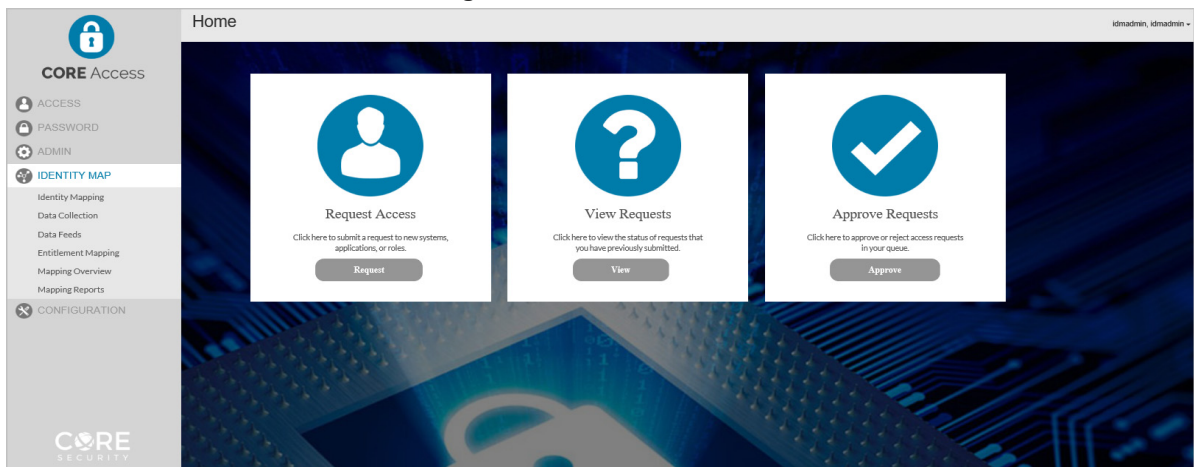 Home
idmadmin, idmadmin
CORE Access
ACCESS
PASSWORD
ADMIN
IDENTITY MAP
Identity Mapping
Data Collection
Data Feeds
Entitlement Mapping
Mapping Overview
Mapping Reports
CONFIGURATION
CORE
SECURITY
Request Access
Click here to submit a request to new systems,
applications, or roles.
Request
View Requests
Click here to view the status of requests that
you have previously submitted.
View
Approve Requests
Click here to approve or reject access requests
in your queue.
Approve